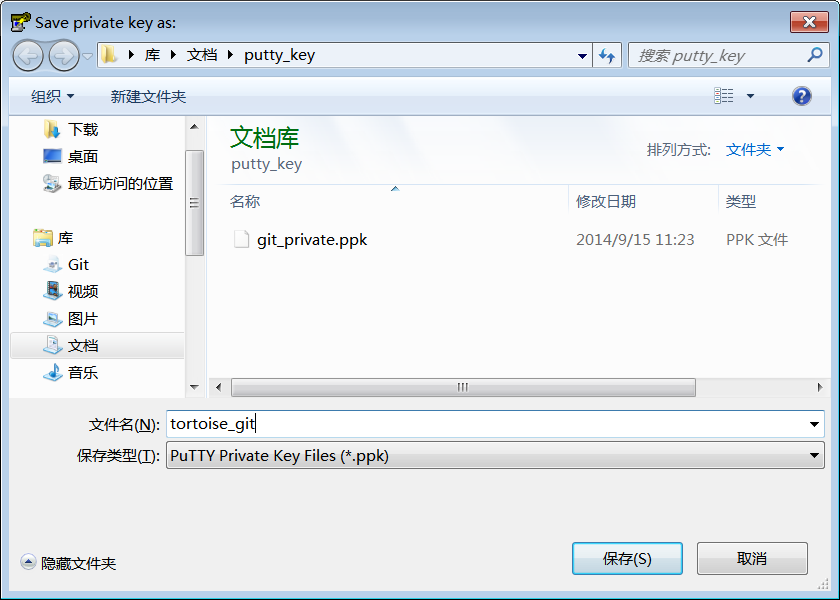 Save private key as:
库 文档 putty_key
搜索 putty_key
组织 新建文件夹
下载
桌面
最近访问的位置
库
Git
视频
图片
文档
音乐
文档库
putty_key
排列方式: 文件夹
名称 修改日期 类型
git_private.ppk 2014/9/15 11:23 PPK 文件
文件名(N): tortoise_git
保存类型(T): PuTTY Private Key Files (*.ppk)
隐藏文件夹
保存(S) 取消